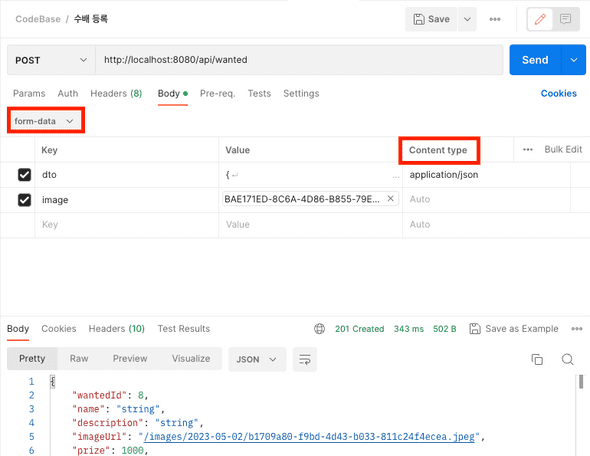 CodeBase / 수배 등록
Save
POST http://localhost:8080/api/wanted Send
Params Auth Headers (8) Body Pre-req. Tests Settings Cookies
form-data
Key Value Content type ... Bulk Edit
dto { ↵ ... application/json
image BAE171ED-8C6A-4D86-B855-79E... × Auto
Key Value Auto
Body Cookies Headers (10) Test Results 201 Created 343 ms 502 B Save as Example
Pretty Raw Preview Visualize JSON
1 {
2 "wantedId": 8,
3 "name": "string",
4 "description": "string",
5 "imageUrl": "/images/2023-05-02/b1709a80-f9bd-4d43-b033-811c24f4ecea.jpeg",
6 "prize": 1000,